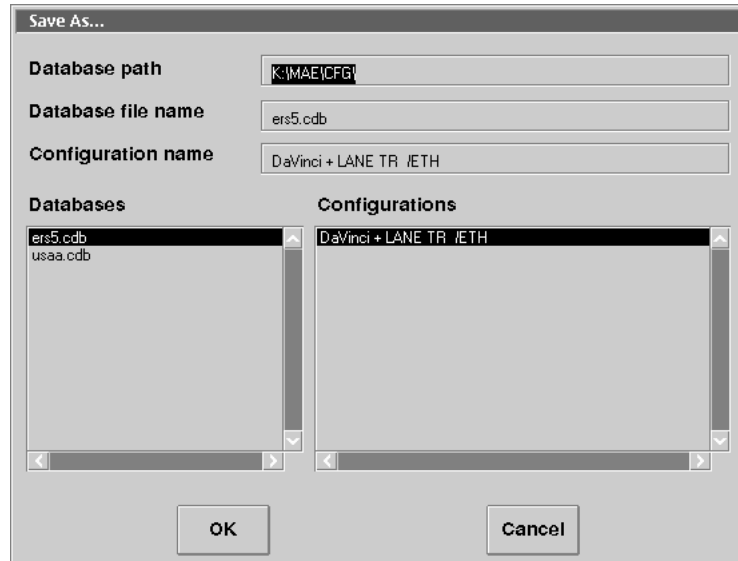 Save As...
Database path
K:\MAE\CFG\
Database file name
ers5.cdb
Configuration name
DaVinci + LANE TR /ETH
Databases
Configurations
ers5.cdb
DaVinci + LANE TR /ETH
usaa.cdb
OK
Cancel